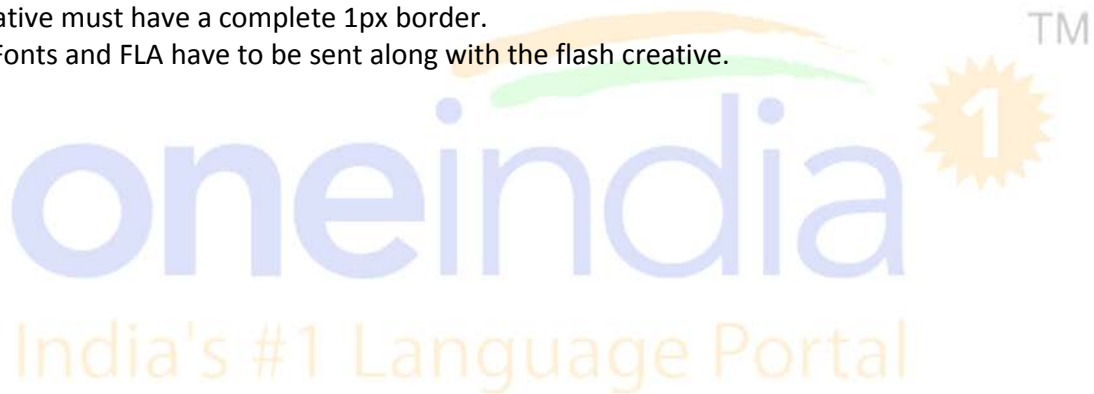 ative must have a complete 1px border.
Fonts and FLA have to be sent along with the flash creative.
TM
1
oneindia
India's #1 Language Portal